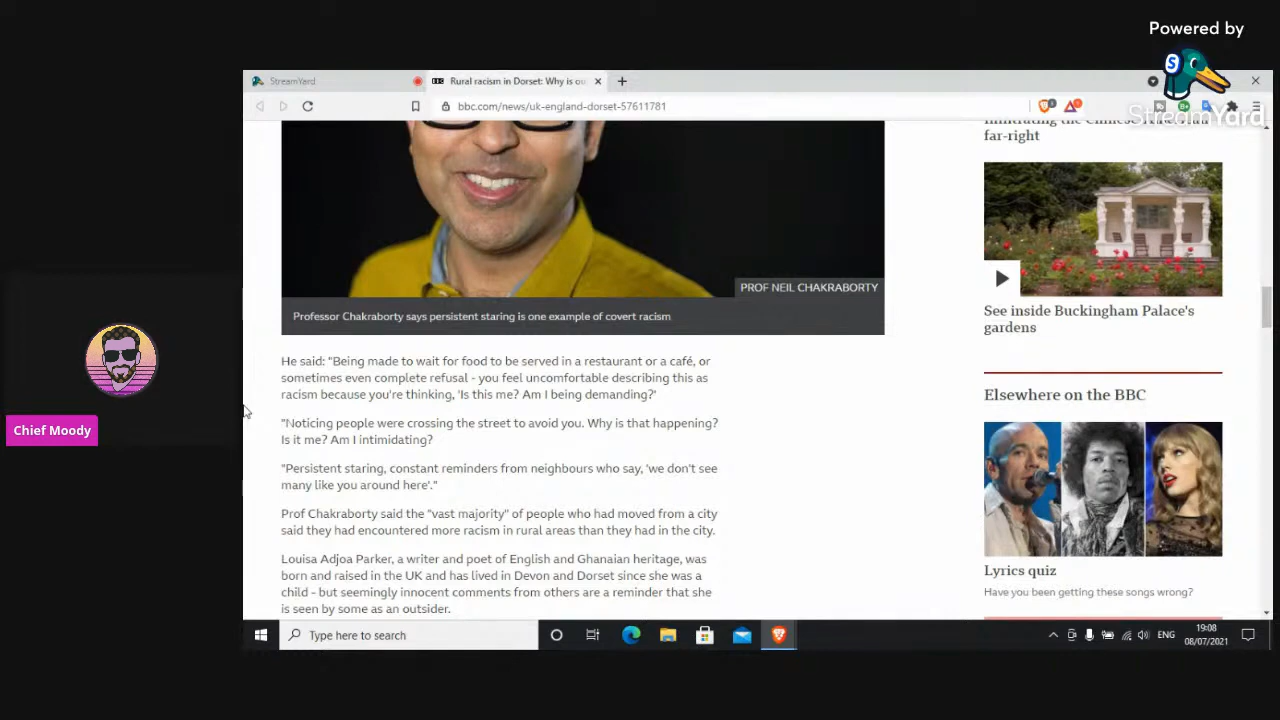 Powered by
StreamYard
StreamYard
Rural racism in Dorset: Why is ou
bbc.com/news/uk-england-dorset-57611781
far-right
PROF NEIL CHAKRABORTY
Professor Chakraborty says persistent staring is one example of covert racism
See inside Buckingham Palace's
gardens
He said: "Being made to wait for food to be served in a restaurant or a café, or
sometimes even complete refusal - you feel uncomfortable describing this as
racism because you're thinking, 'Is this me? Am I being demanding?'
"Noticing people were crossing the street to avoid you. Why is that happening?
Is it me? Am I intimidating?
"Persistent staring, constant reminders from neighbours who say, 'we don't see
many like you around here'."
Prof Chakraborty said the "vast majority" of people who had moved from a city
said they had encountered more racism in rural areas than they had in the city.
Louisa Adjoa Parker, a writer and poet of English and Ghanaian heritage, was
born and raised in the UK and has lived in Devon and Dorset since she was a
child - but seemingly innocent comments from others are a reminder that she
is seen by some as an outsider.
Elsewhere on the BBC
Lyrics quiz
Have you been getting these songs wrong?
Chief Moody
Type here to search
ENG
19:08
08/07/2021